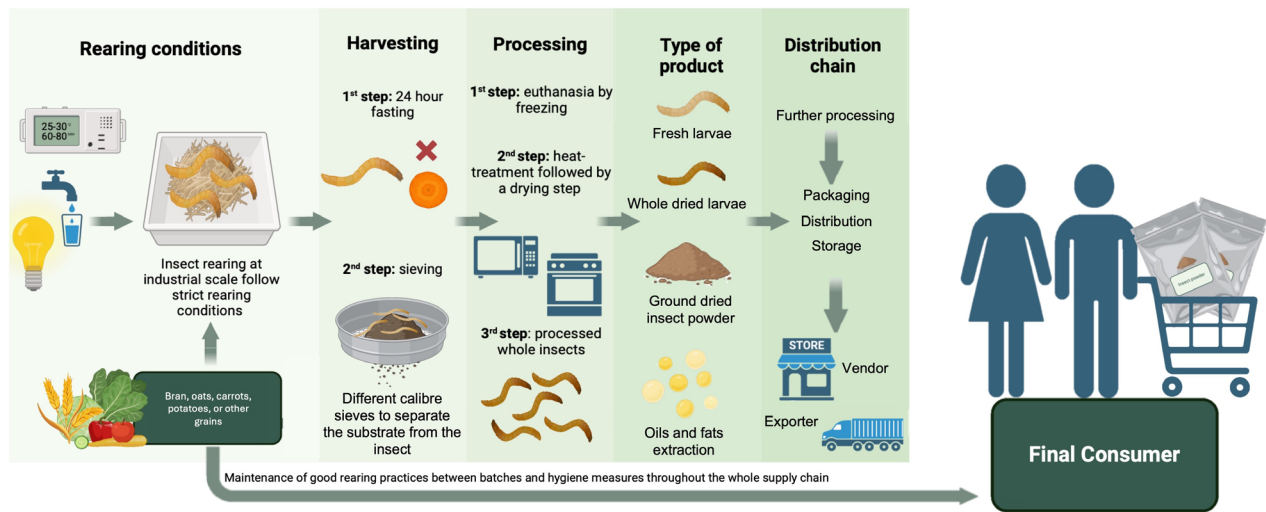 Rearing conditions
25-30°C
60-80%RH
Insect rearing at
industrial scale follow
strict rearing
conditions
Bran, oats, carrots,
potatoes, or other
grains
Harvesting
1st step: 24 hour
fasting
2nd step: sieving
Different calibre
sieves to separate
the substrate from the
insect
Processing
1st step: euthanasia by
freezing
2nd step: heat-
treatment followed by
a drying step
3rd step: processed
whole insects
Type of
product
Fresh larvae
Whole dried larvae
Ground dried
insect powder
Oils and fats
extraction
Distribution
chain
Further processing
Packaging
Distribution
Storage
STORE
Vendor
Exporter
Insect powder
Final Consumer
Maintenance of good rearing practices between batches and hygiene measures throughout the whole supply chain